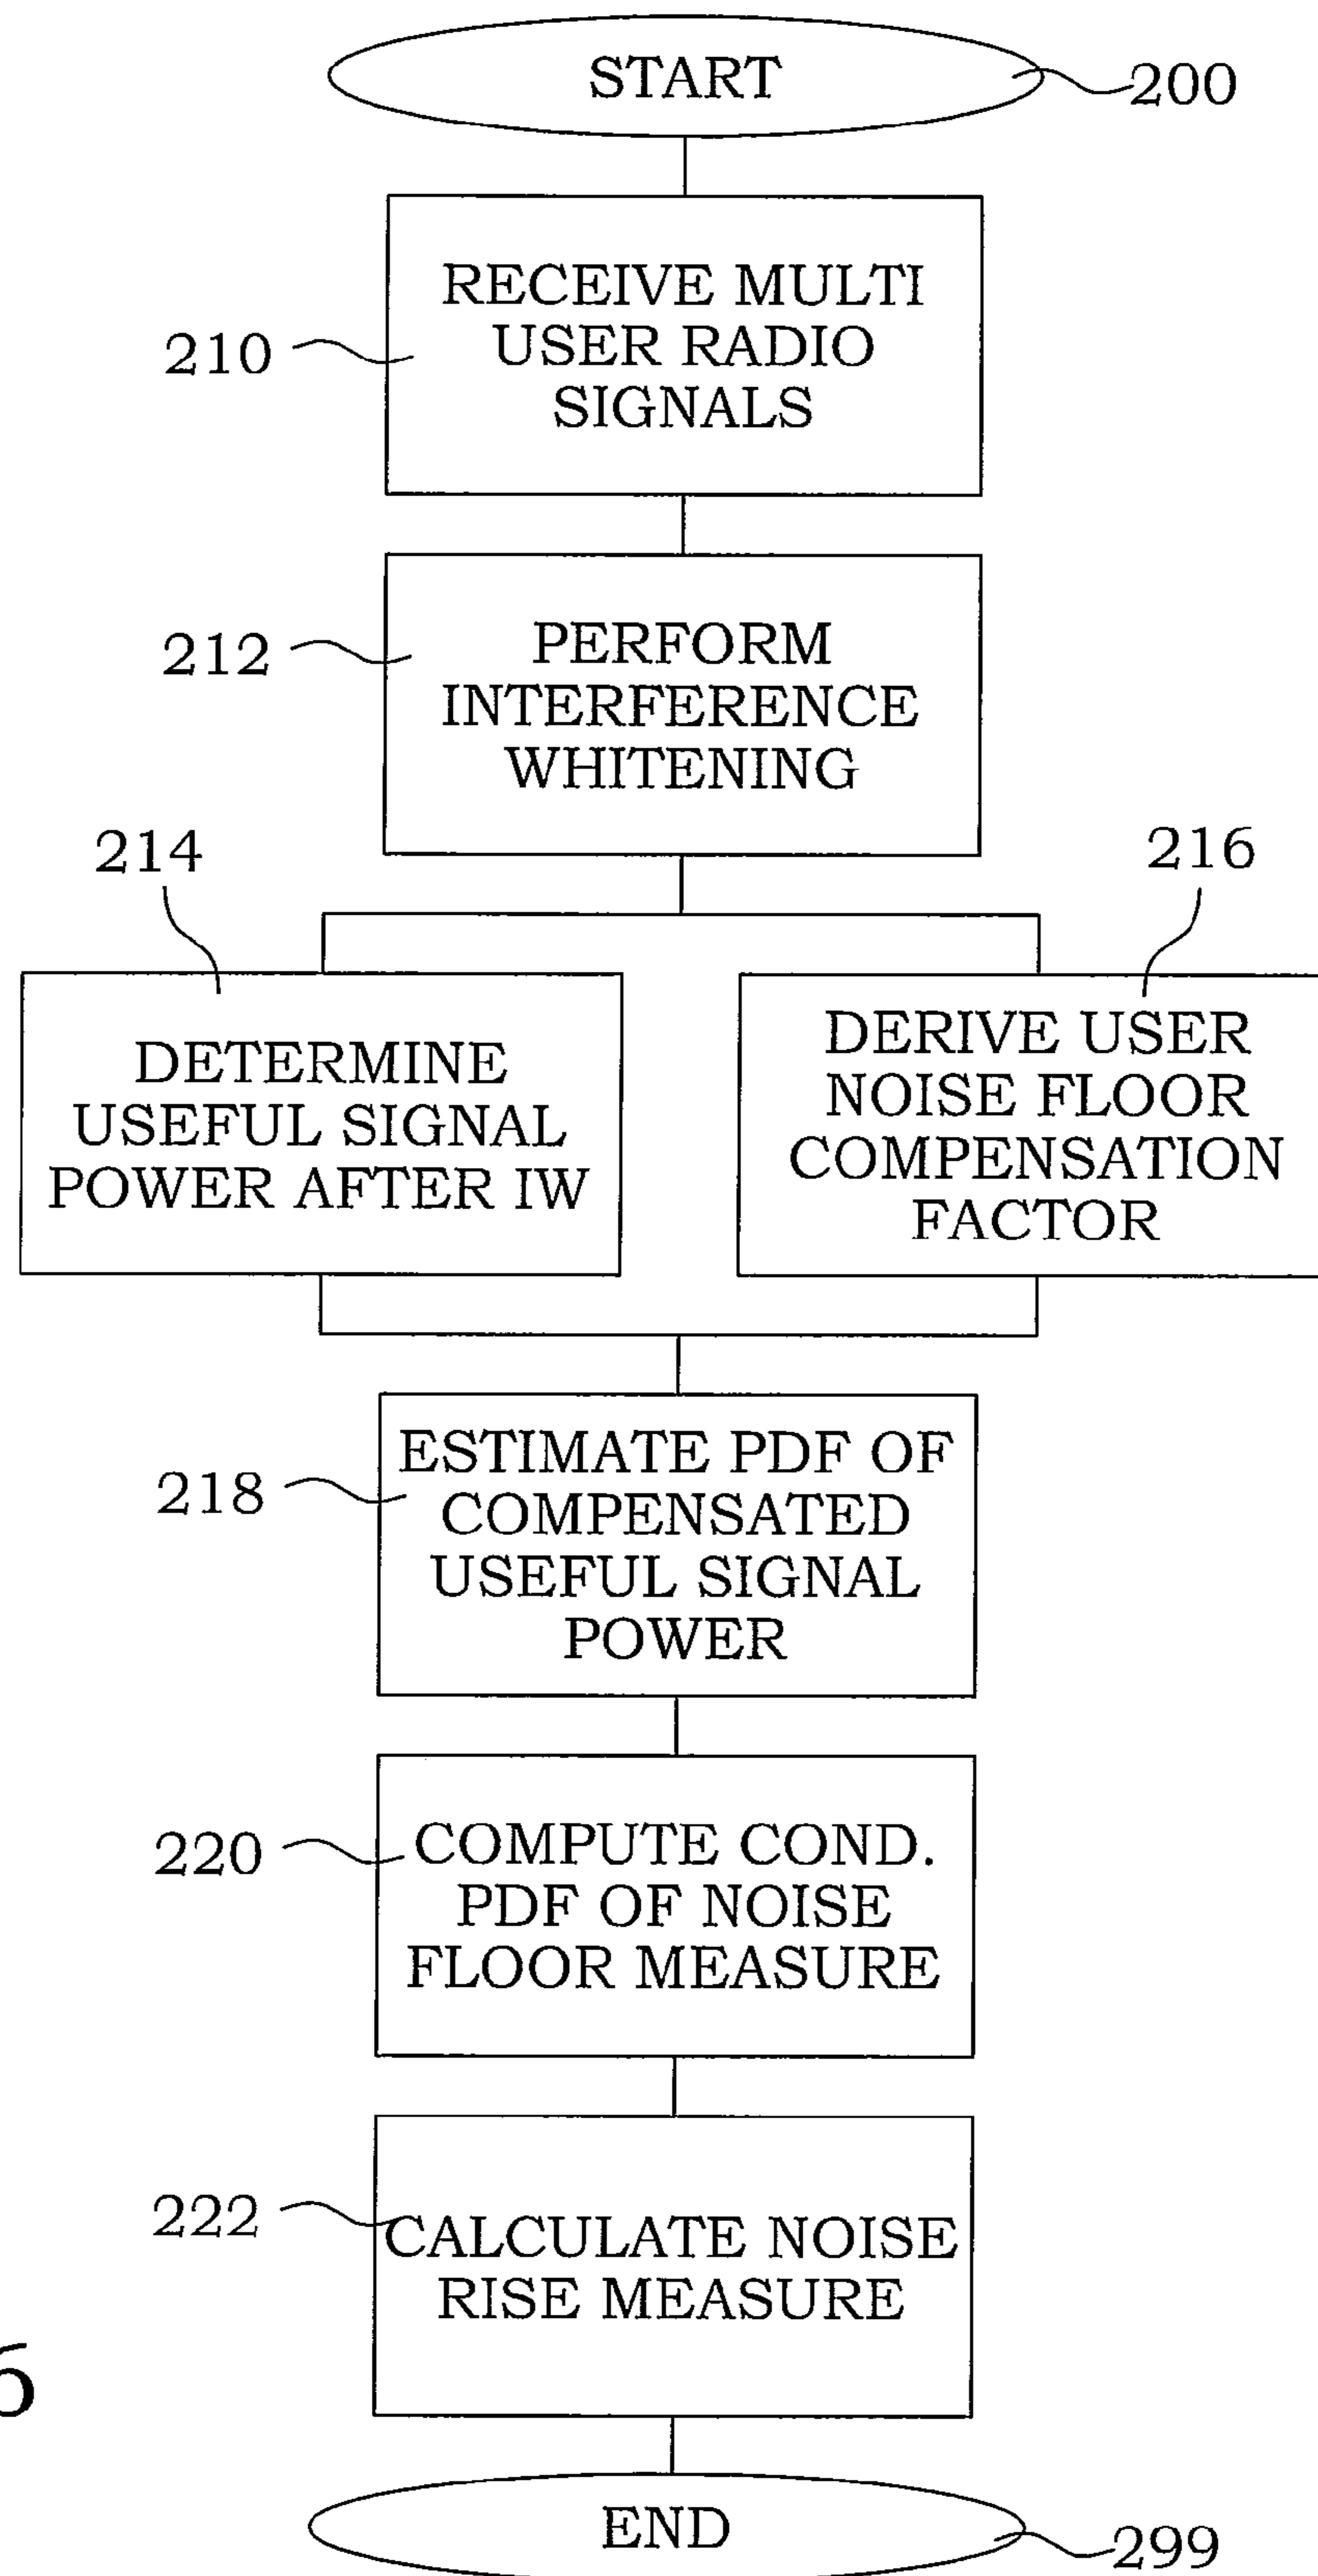 START
200
RECEIVE MULTI
USER RADIO
SIGNALS
210
PERFORM
INTERFERENCE
WHITENING
212
214
216
DETERMINE
USEFUL SIGNAL
POWER AFTER IW
DERIVE USER
NOISE FLOOR
COMPENSATION
FACTOR
ESTIMATE PDF OF
COMPENSATED
USEFUL SIGNAL
POWER
218
COMPUTE COND.
PDF OF NOISE
FLOOR MEASURE
220
CALCULATE NOISE
RISE MEASURE
222
END
299